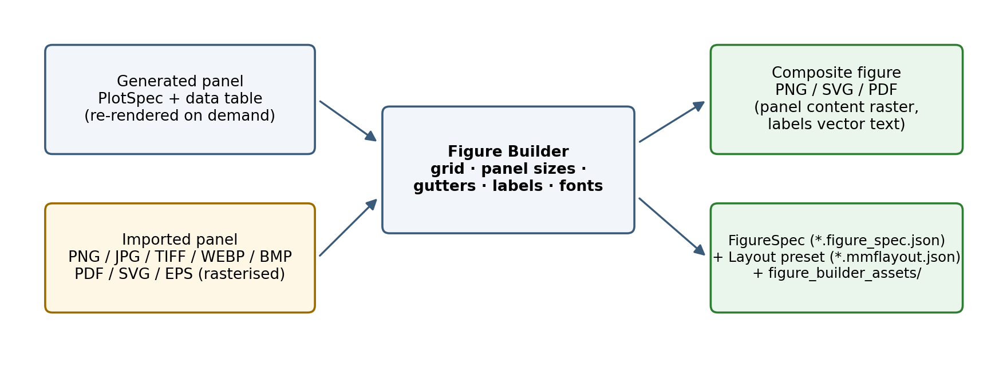 Generated panel
PlotSpec + data table
(re-rendered on demand)
Imported panel
PNG / JPG / TIFF / WEBP / BMP
PDF / SVG / EPS (rasterised)
Figure Builder
grid · panel sizes ·
gutters · labels · fonts
Composite figure
PNG / SVG / PDF
(panel content raster,
labels vector text)
FigureSpec (*.figure_spec.json)
+ Layout preset (*.mmflayout.json)
+ figure_builder_assets/